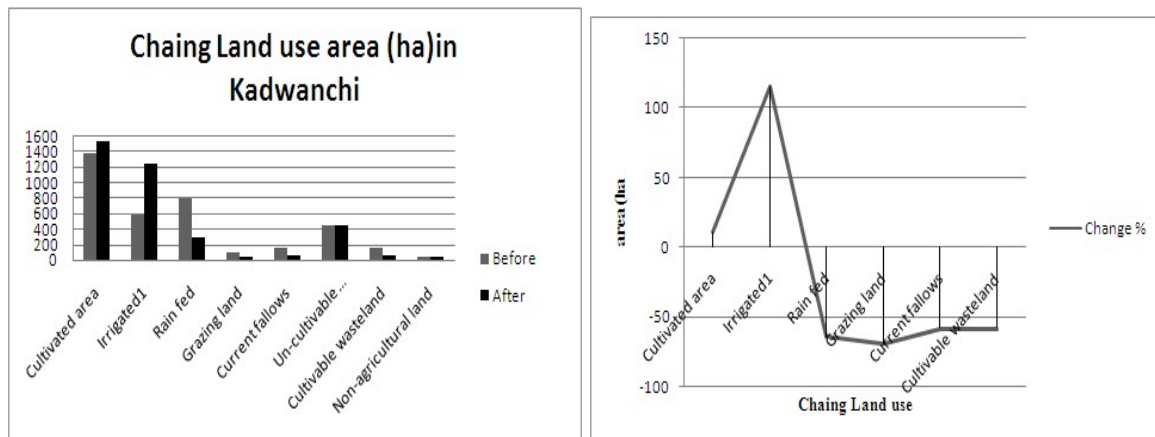 Chaing Land use area (ha)in
Kadwanchi
1600
1400
1200
1000
800
600
400
200
0
Cultivated area
Irrigated1
Rain fed
Grazing land
Current fallows
Un-cultivable ...
Cultivable wasteland
Non-agricultural land
Before
After
150
100
50
0
-50
-100
area (ha
Cultivated area
Irrigated1
Rain fed
Grazing land
Current fallows
Cultivable wasteland
Chaing Land use
Change %